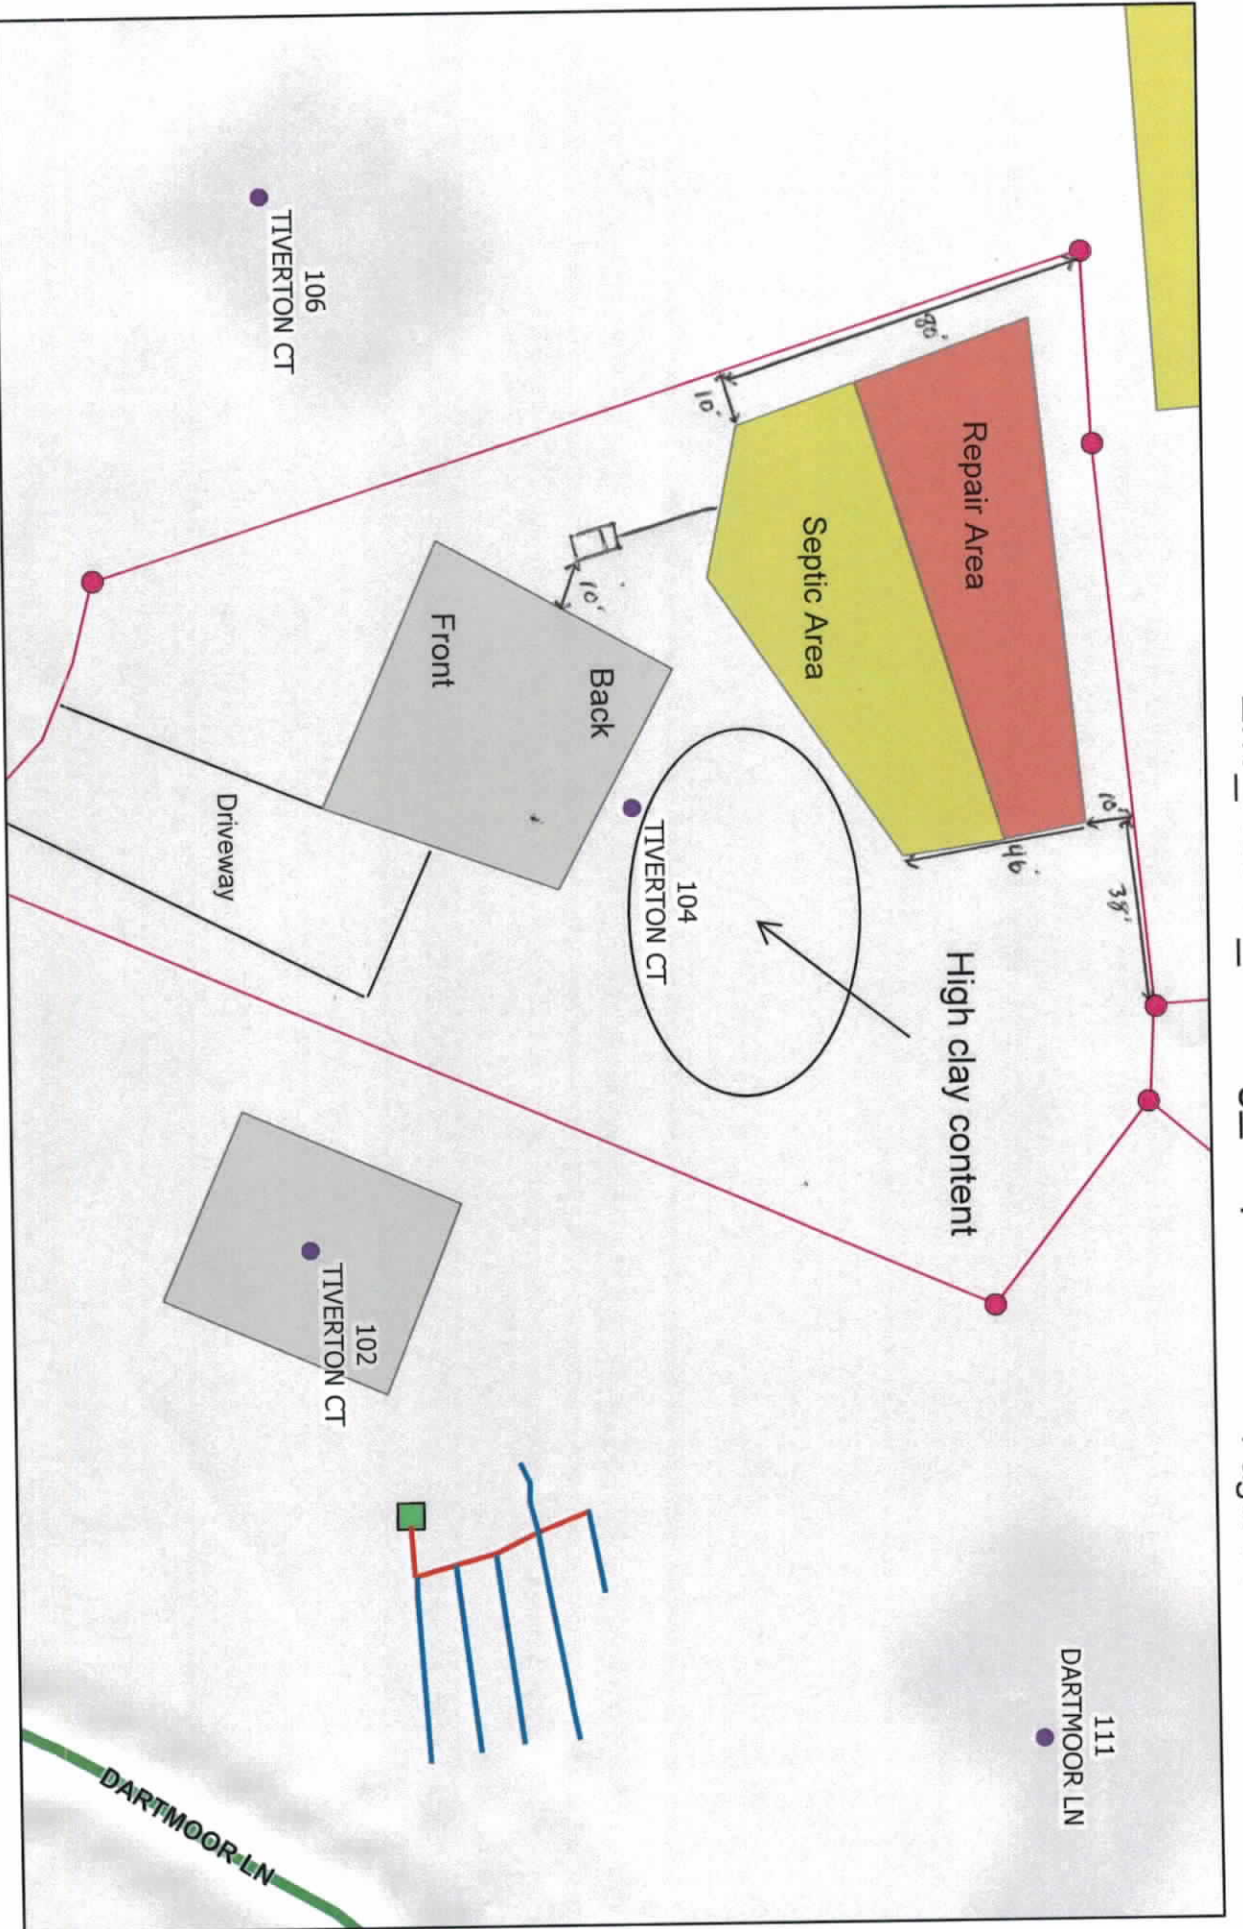 106
TIVERTON CT
80'
10'
Repair Area
Septic Area
10'
Front
Back
10'
46'
38'
Driveway
104
TIVERTON CT
High clay content
102
TIVERTON CT
111
DARTMOOR LN
DARTMOOR LN